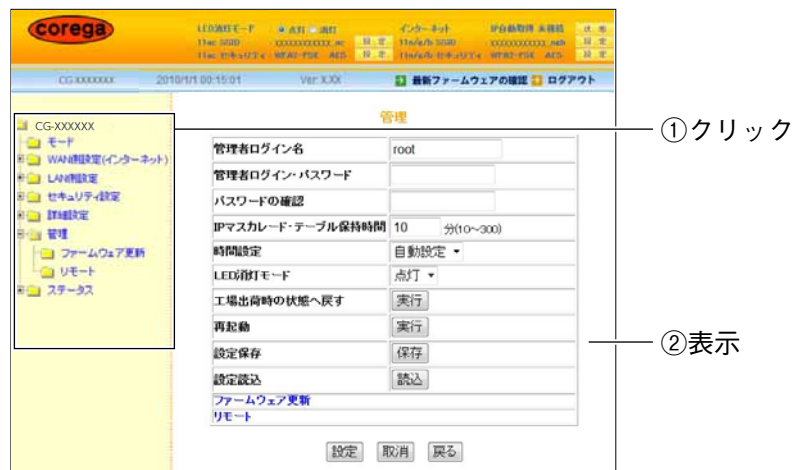 corega
LED消灯モード : 点灯 消灯
インターネット : IP自動取得 未接続 状態
11ac SSID : XXXXXXXXXX_ac 設定
11n/a/b SSID : 設定
11ac セキュリティ : WPA2-PSK AES 設定
11n/a/b セキュリティ : WPA2-PSK AES 設定
CG-XXXXXX 2010/1/1 00:15:01 Ver.X.XX 最新ファームウェアの確認 ログアウト
CG-XXXXXX
モード
WAN側設定(インターネット)
LAN側設定
セキュリティ設定
詳細設定
管理
ファームウェア更新
リモート
ステータス
管理
管理者ログイン名 root
管理者ログイン・パスワード
パスワードの確認
IPマスカレード・テーブル保持時間 10 分(10～300)
時間設定 自動設定
LED消灯モード 点灯
工場出荷時の状態へ戻す 実行
再起動 実行
設定保存 保存
設定読込 読込
ファームウェア更新
リモート
設定 取消 戻る
①クリック
②表示